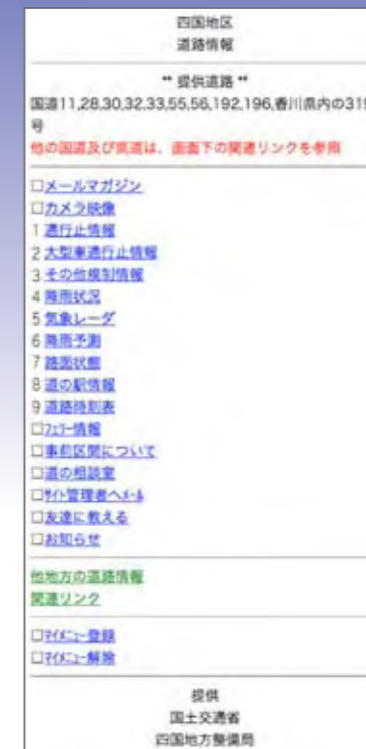 四国地区
道路情報
** 提供道路 **
国道11,28,30,32,33,55,56,192,196,香川県内の319
号
他の国道及び県道は、画面下の関連リンクを参照
□メールマガジン
□カメラ映像
1 通行止情報
2 大型車通行止情報
3 その他規制情報
4 降雨状況
5 気象レーダ
6 降雨予測
7 路面状態
8 道の駅情報
9 道路時刻表
□ﾌｪﾘｰ情報
□事前区間について
□道の相談室
□ｻｲﾄ管理者へﾒｰﾙ
□友達に教える
□お知らせ
他地方の道路情報
関連リンク
□ﾏｲﾒﾆｭｰ登録
□ﾏｲﾒﾆｭｰ解除
提供
国土交通省
四国地方整備局